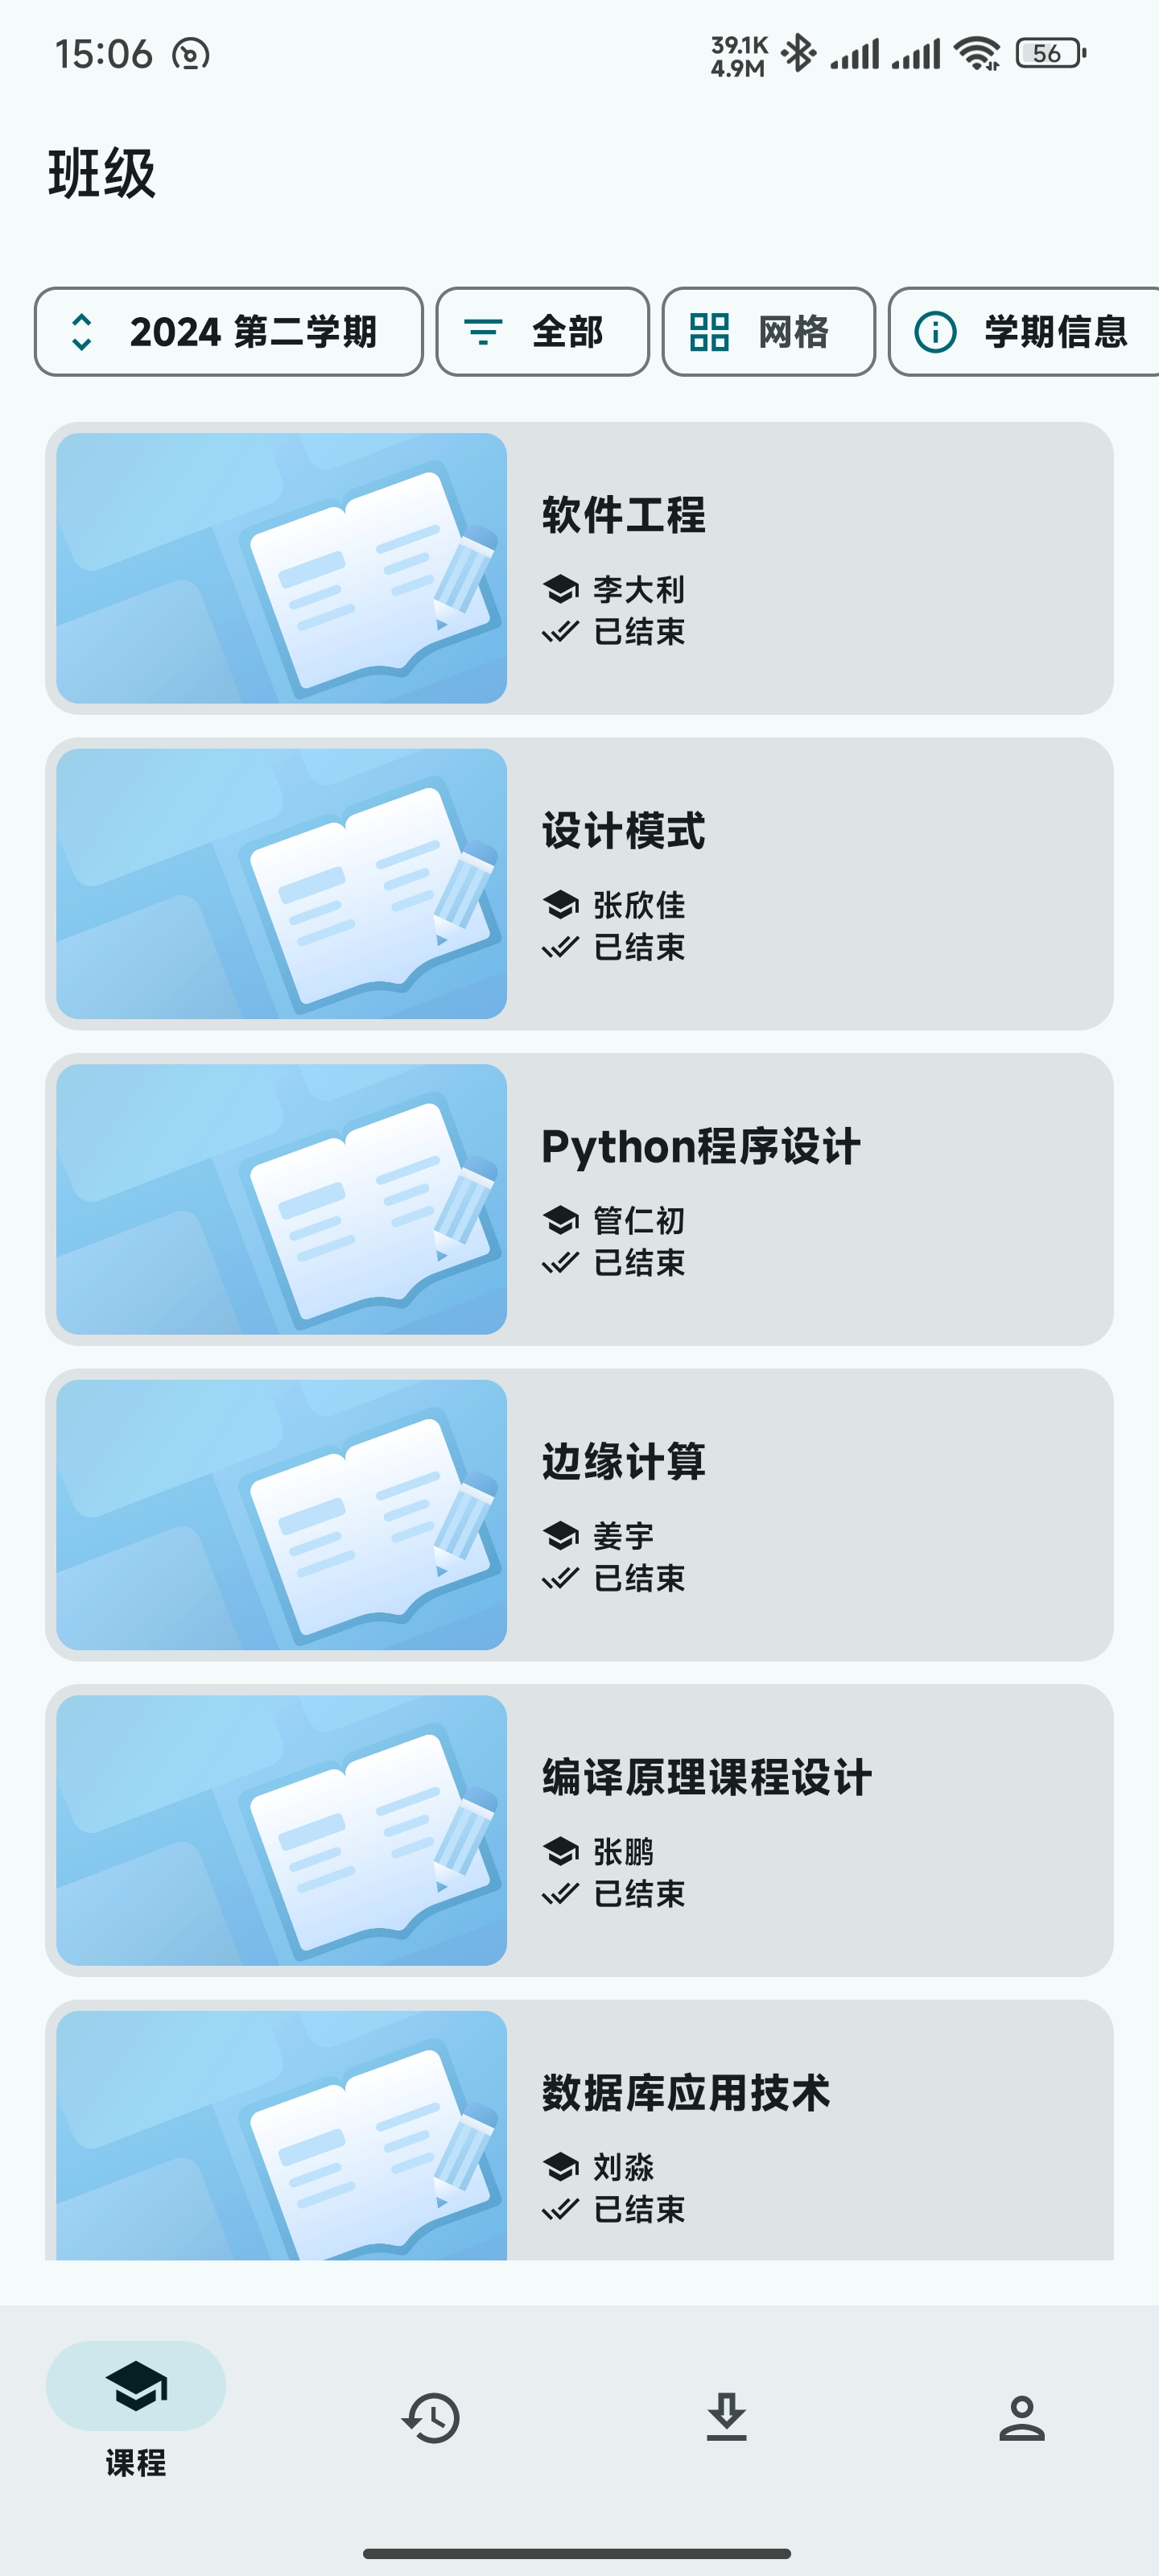 15:06
39.1K
4.9M
56
班级
2024 第二学期
全部
网格
学期信息
软件工程
李大利
已结束
设计模式
张欣佳
已结束
Python程序设计
管仁初
已结束
边缘计算
姜宇
已结束
编译原理课程设计
张鹏
已结束
数据库应用技术
刘淼
已结束
课程